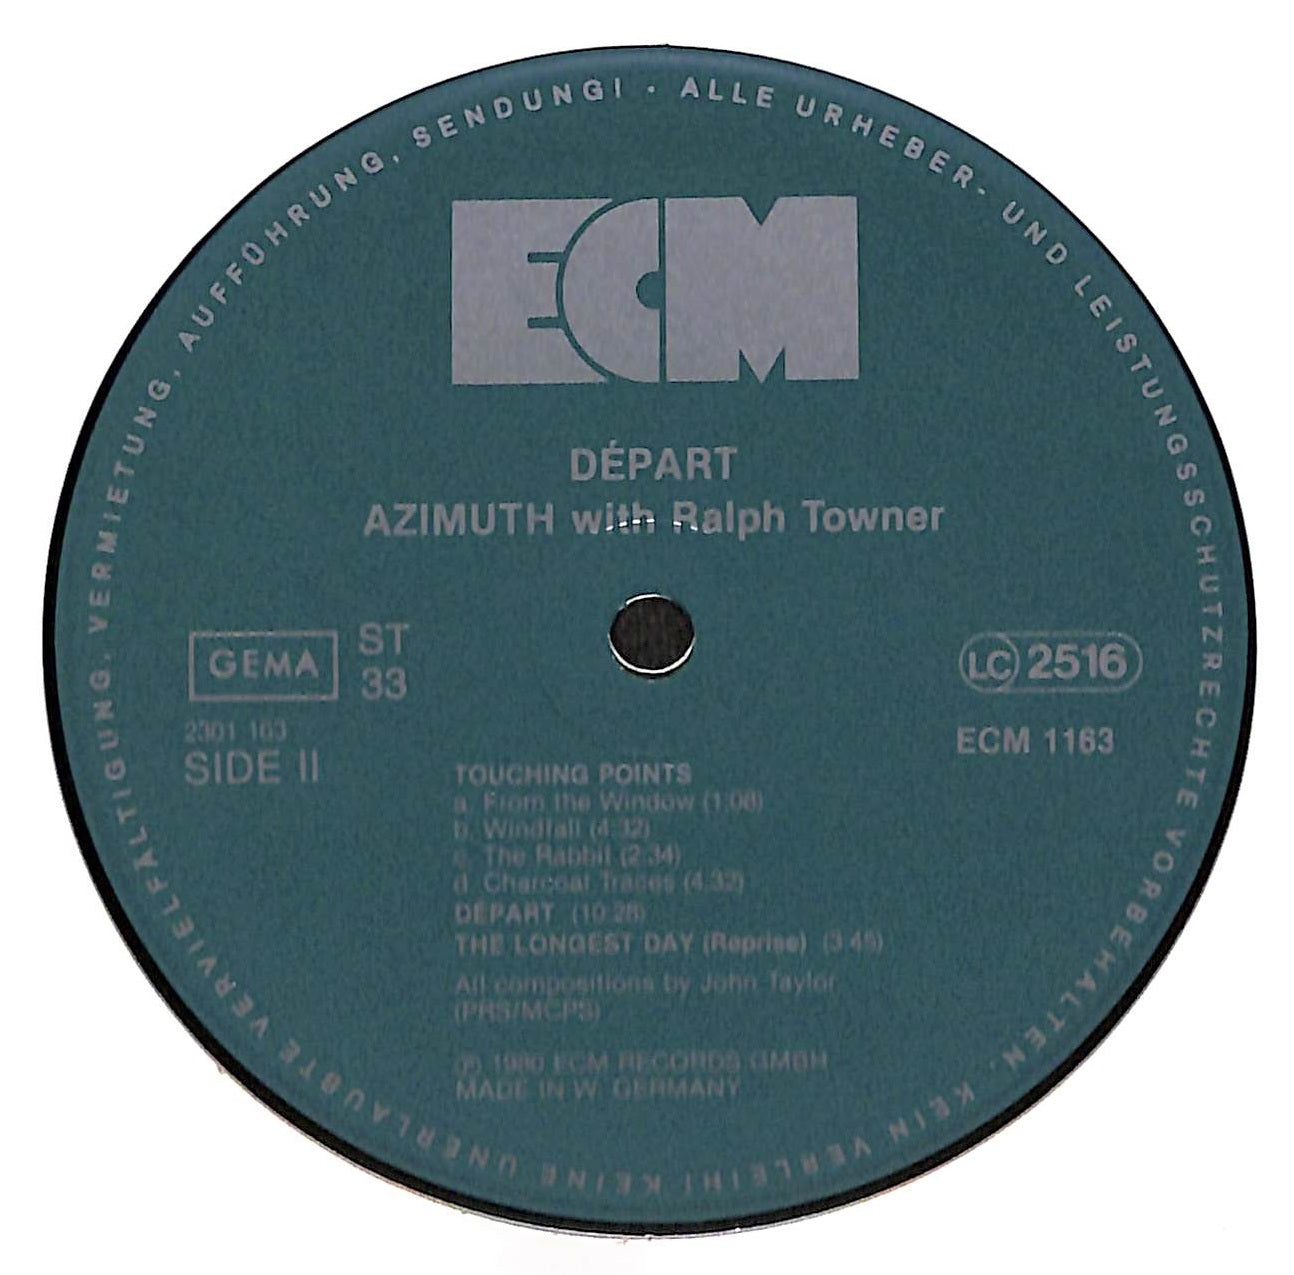 ALLE URHEBER- UND LEISTUNGSSCHUTZRECHTE VORBEHALTEN. KEIN VERLEIH! KEINE UNERLAUBTE VERVIELFÄLTIGUNG, VERMIETUNG, AUFFÜHRUNG, SENDUNG! ·
ECM
DÉPART
AZIMUTH with Ralph Towner
GEMA
ST
33
LC 2516
2301 163
SIDE II
ECM 1163
TOUCHING POINTS
a. From the Window (1:08)
b. Windfall (4:32)
c. The Rabbit (2:34)
d. Charcoal Traces (4:32)
DÉPART (10:28)
THE LONGEST DAY (Reprise) (3:45)
All compositions by John Taylor
(PRS/MCPS)
℗ 1980 ECM RECORDS GMBH
MADE IN W. GERMANY